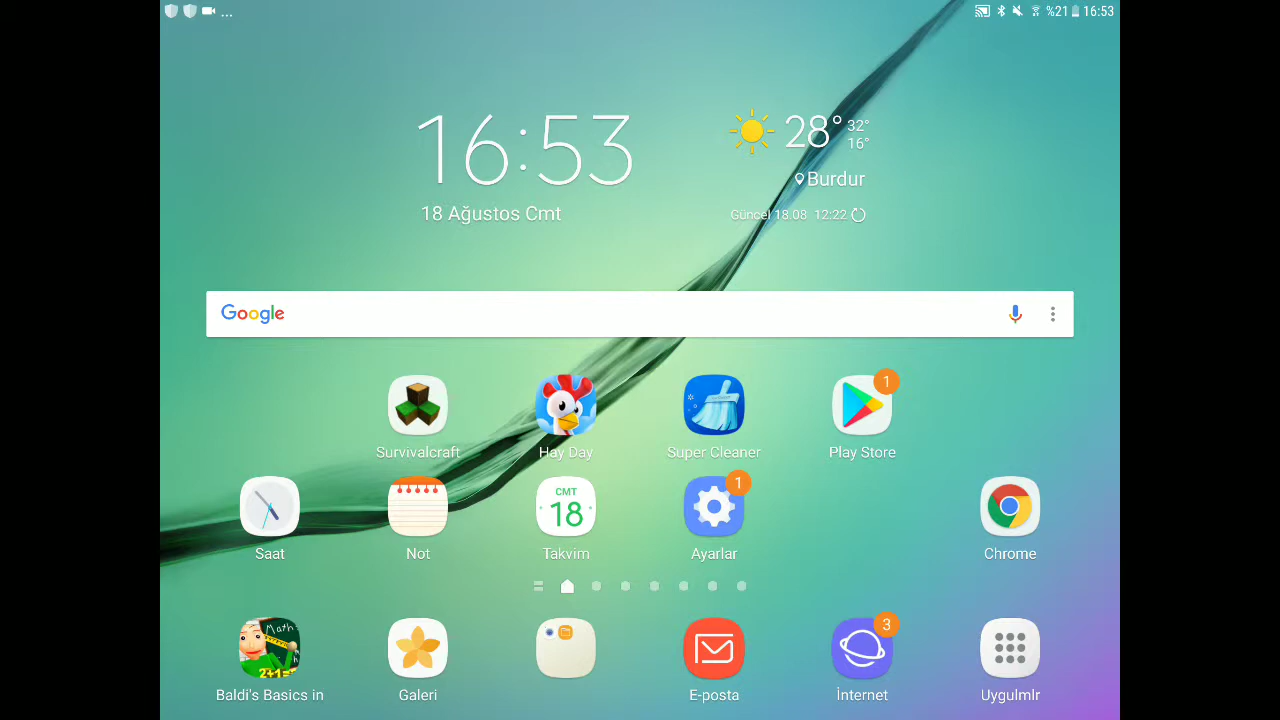 ... %21 16:53
16:53
28° 32°
16°
Burdur
18 Ağustos Cmt
Güncel 18.08 12:22
Google
1
Survivalcraft Hay Day Super Cleaner Play Store
CMT 1
18
Saat Not Takvim Ayarlar Chrome
Math 3
2+1=
Baldi's Basics in Galeri E-posta İnternet Uygulmlr